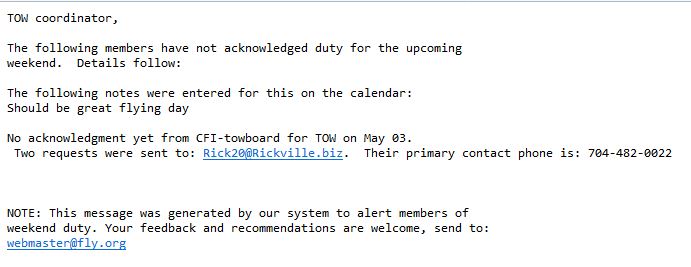 TOW coordinator,
The following members have not acknowledged duty for the upcoming
weekend.  Details follow:
The following notes were entered for this on the calendar:
Should be great flying day
No acknowledgment yet from CFI-towboard for TOW on May 03.
Two requests were sent to: Rick20@Rickville.biz.  Their primary contact phone is: 704-482-0022
NOTE: This message was generated by our system to alert members of
weekend duty. Your feedback and recommendations are welcome, send to:
webmaster@fly.org